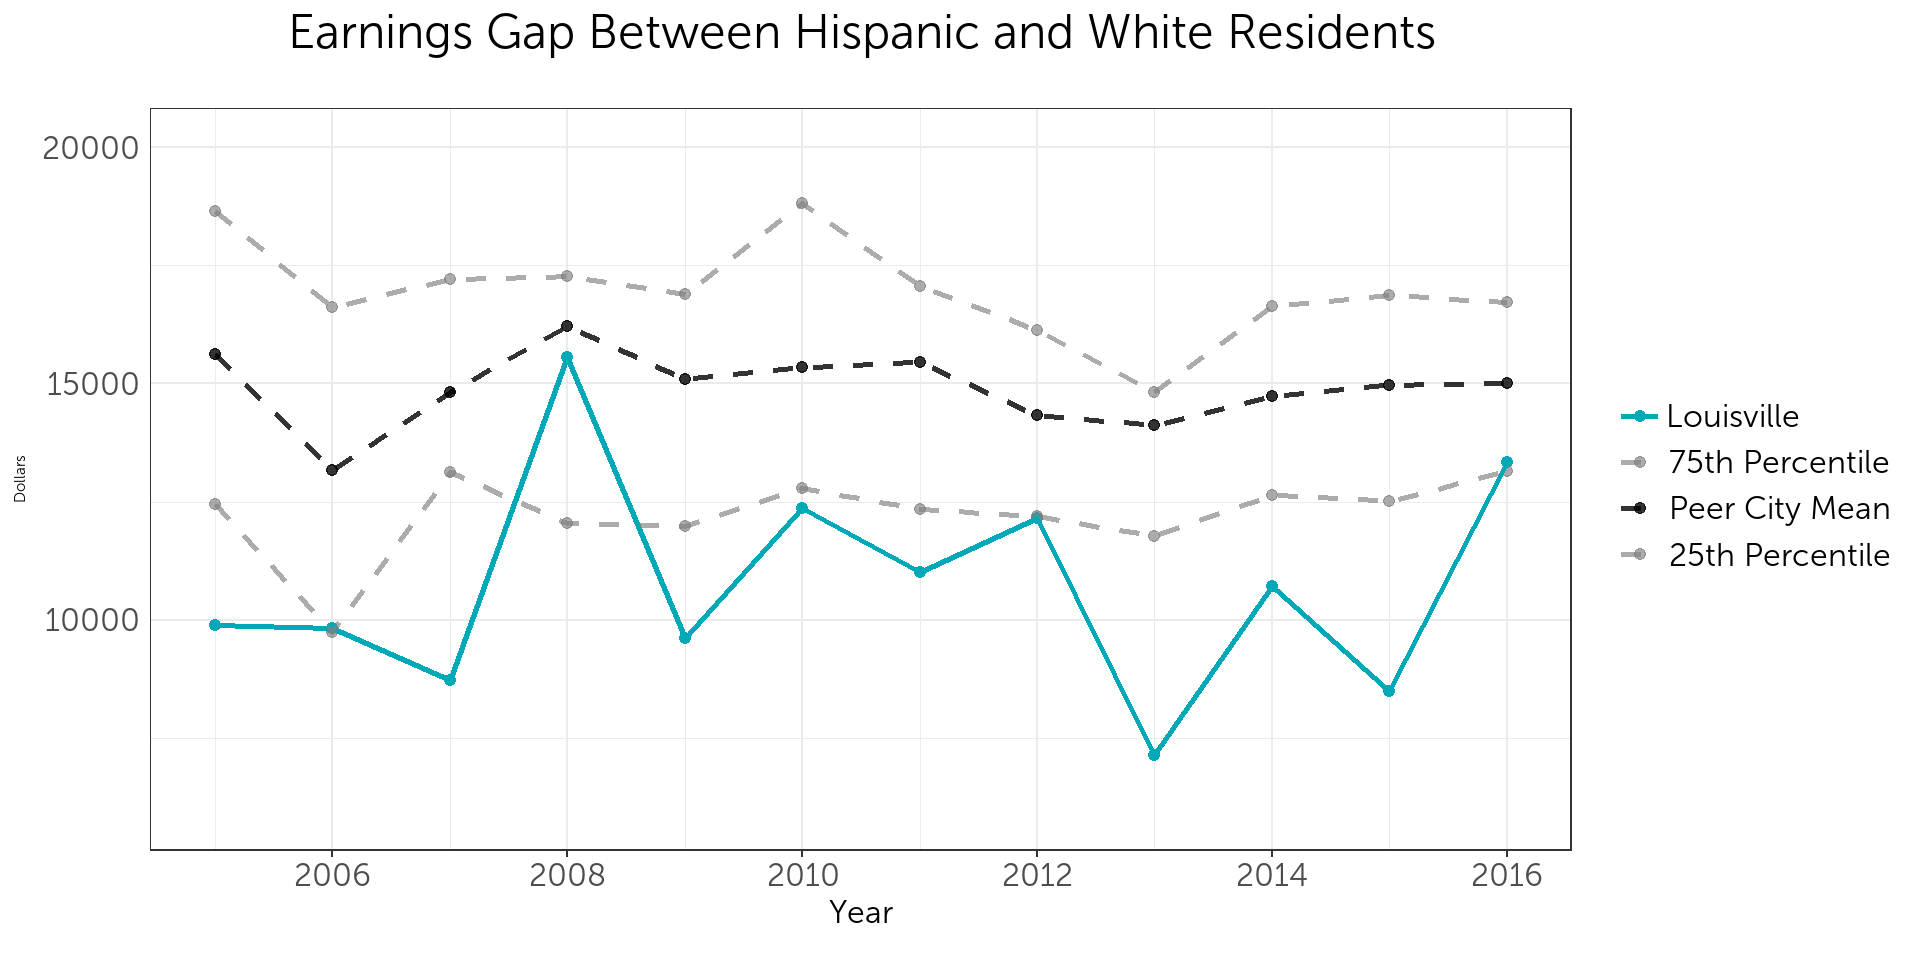 Earnings Gap Between Hispanic and White Residents
20000
15000
10000
Dollars
2006 2008 2010 2012 2014 2016
Year
Louisville
75th Percentile
Peer City Mean
25th Percentile